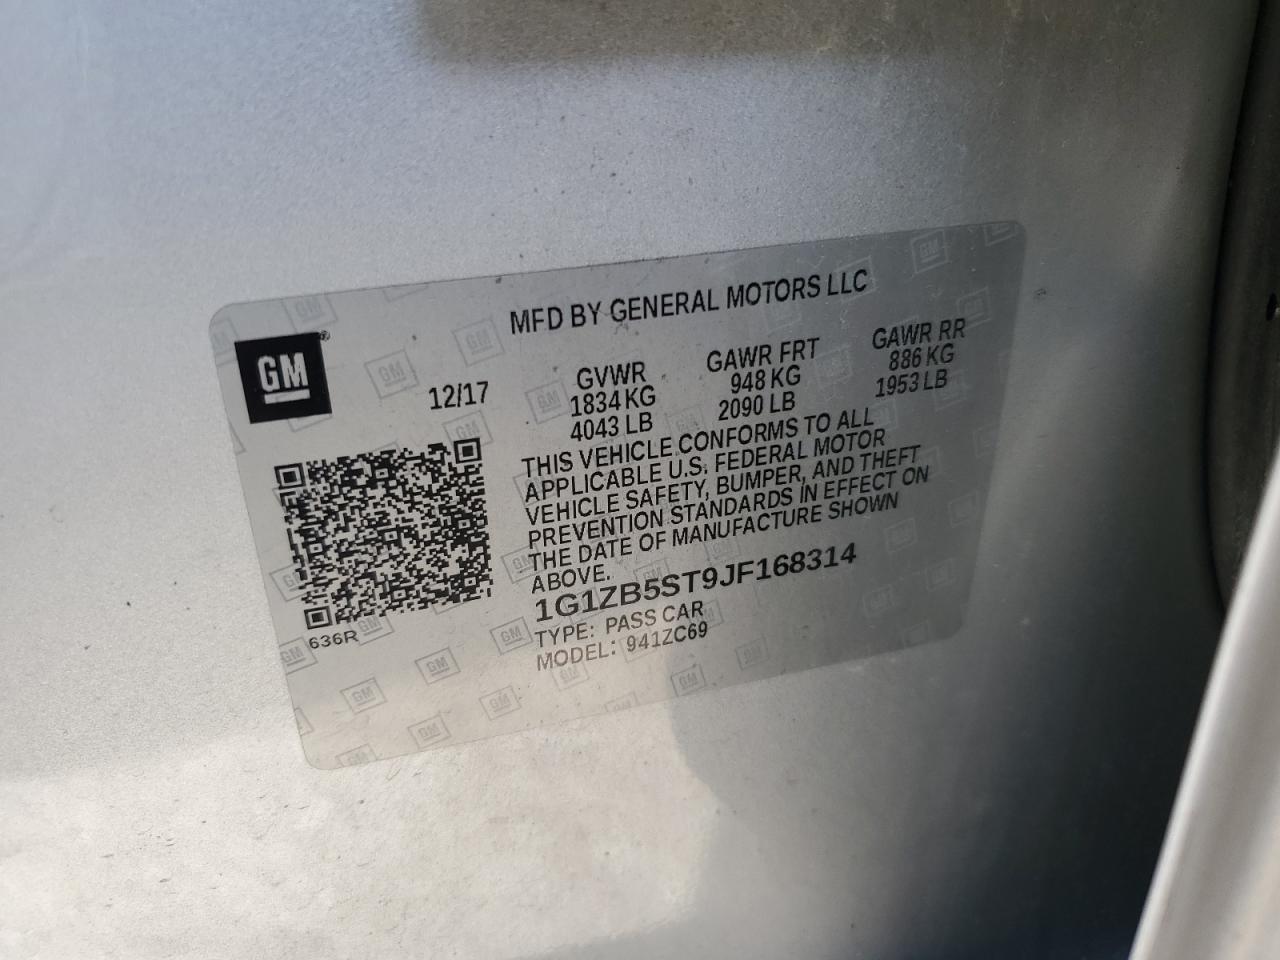 MFD BY GENERAL MOTORS LLC
GM®
12/17
GVWR
1834 KG
4043 LB
GAWR FRT
948 KG
2090 LB
GAWR RR
886 KG
1953 LB
THIS VEHICLE CONFORMS TO ALL
APPLICABLE U.S. FEDERAL MOTOR
VEHICLE SAFETY, BUMPER, AND THEFT
PREVENTION STANDARDS IN EFFECT ON
THE DATE OF MANUFACTURE SHOWN
ABOVE.
1G1ZB5ST9JF168314
TYPE: PASS CAR
MODEL: 941ZC69
636R